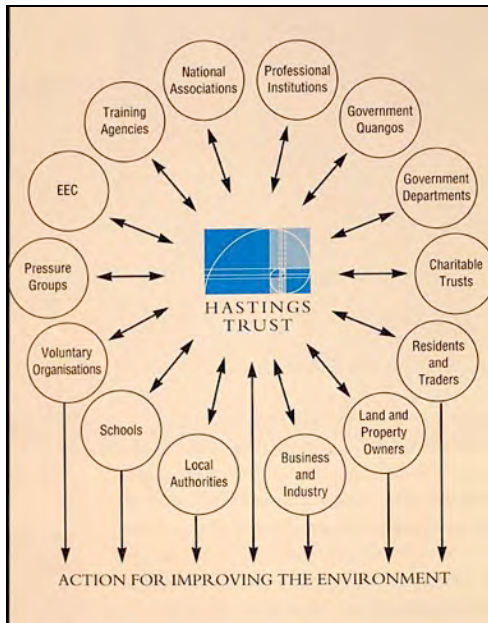 National
Associations
Professional
Institutions
Training
Agencies
Government
Quangos
EEC
Government
Departments
Pressure
Groups
Charitable
Trusts
HASTINGS
TRUST
Voluntary
Organisations
Residents
and
Traders
Schools
Land and
Property
Owners
Local
Authorities
Business
and
Industry
ACTION FOR IMPROVING THE ENVIRONMENT